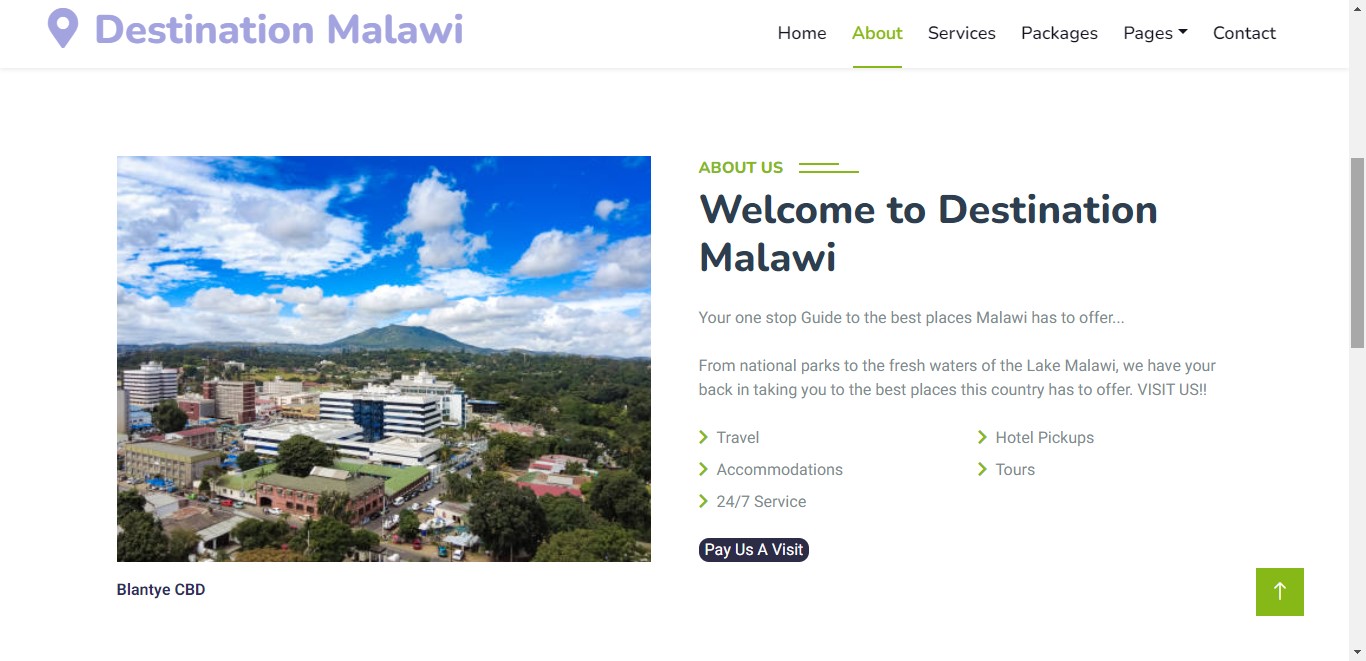 Destination Malawi
Home About Services Packages Pages Contact
ABOUT US
Welcome to Destination
Malawi
Your one stop Guide to the best places Malawi has to offer...
From national parks to the fresh waters of the Lake Malawi, we have your
back in taking you to the best places this country has to offer. VISIT US!!
Travel
Hotel Pickups
Accommodations
Tours
24/7 Service
Pay Us A Visit
Blantye CBD